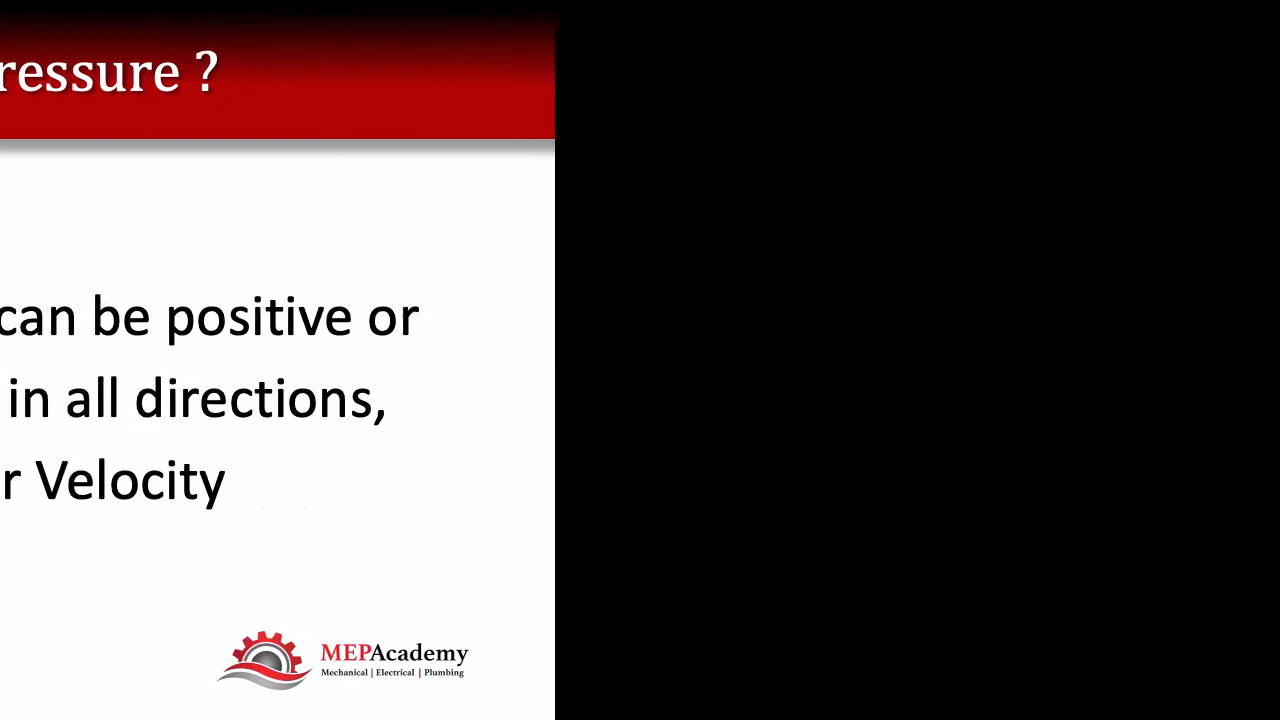 ressure ?
can be positive or
in all directions,
r Velocity
MEPAcademy
Mechanical | Electrical | Plumbing